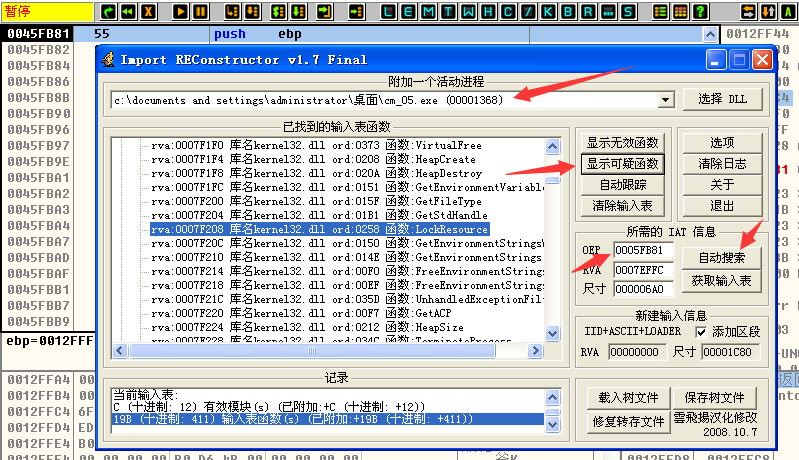 暂停
L E M T W H C / K B R ... S
0045FB81 55 push ebp
0012FF44
0045FB82
0045FB84
0045FB86
0045FB8B
0045FB90
0045FB96
0045FB97
0045FB9E
0045FBA2
0045FBA3
0045FBA4
0045FBA7
0045FBAD
0045FBAF
0045FBB1
0045FBB7
0045FBB9
ebp=0012FFF
Import REConstructor v1.7 Final
附加一个活动进程
c:\documents and settings\administrator\桌面\cm_05.exe (00001368)
选择 DLL
已找到的输入表函数
rva:0007F1F0 库名kernel32.dll ord:0373 函数:VirtualFree
rva:0007F1F4 库名kernel32.dll ord:0208 函数:HeapCreate
rva:0007F1F8 库名kernel32.dll ord:020A 函数:HeapDestroy
rva:0007F1FC 库名kernel32.dll ord:0151 函数:GetEnvironmentVariabl
rva:0007F200 库名kernel32.dll ord:015F 函数:GetFileType
rva:0007F204 库名kernel32.dll ord:01B1 函数:GetStdHandle
rva:0007F208 库名kernel32.dll ord:0258 函数:LockResource
rva:0007F20C 库名kernel32.dll ord:0150 函数:GetEnvironmentStringsW
rva:0007F210 库名kernel32.dll ord:014E 函数:GetEnvironmentStrings
rva:0007F214 库名kernel32.dll ord:00F0 函数:FreeEnvironmentString
rva:0007F218 库名kernel32.dll ord:00EF 函数:FreeEnvironmentString
rva:0007F21C 库名kernel32.dll ord:035D 函数:UnhandledExceptionFil
rva:0007F220 库名kernel32.dll ord:00F7 函数:GetACP
rva:0007F224 库名kernel32.dll ord:0212 函数:HeapSize
rva:0007F228 库名kernel32.dll ord:034C 函数:TerminateProcess
显示无效函数
显示可疑函数
自动跟踪
清除输入表
选项
清除日志
关于
退出
所需的 IAT 信息
OEP 0005FB81
自动搜索
RVA 0007EFFC
获取输入表
尺寸 000006A0
新建输入信息
IID+ASCII+LOADER 添加区段
RVA 00000000 尺寸 00001C80
记录
当前输入表:
C (十进制: 12) 有效模块(s) (已附加:+C (十进制: +12))
19B (十进制: 411) 输入表函数(s) (已附加:+19B (十进制: +411))
载入树文件
保存树文件
修复转存文件
雲飛揚汉化修改
2008.10.7
0012FFA4
0012FFB4
0012FFC4 6F
0012FFD4 ED
0012FFE4 B0